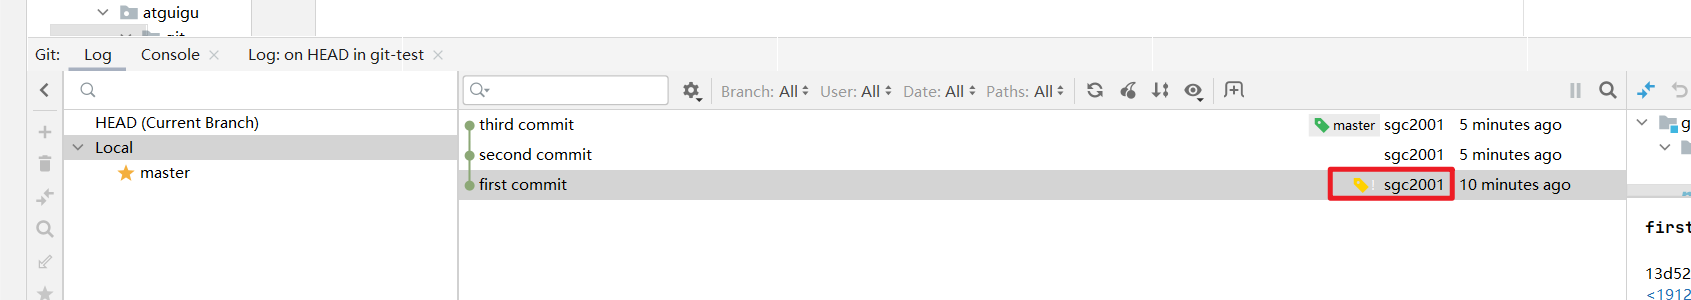 atguigu
git
Git: Log Console Log: on HEAD in git-test
Branch: All User: All Date: All Paths: All
HEAD (Current Branch)
Local
master
third commit master sgc2001 5 minutes ago
second commit sgc2001 5 minutes ago
first commit ! sgc2001 10 minutes ago
g
first
13d52
<1912